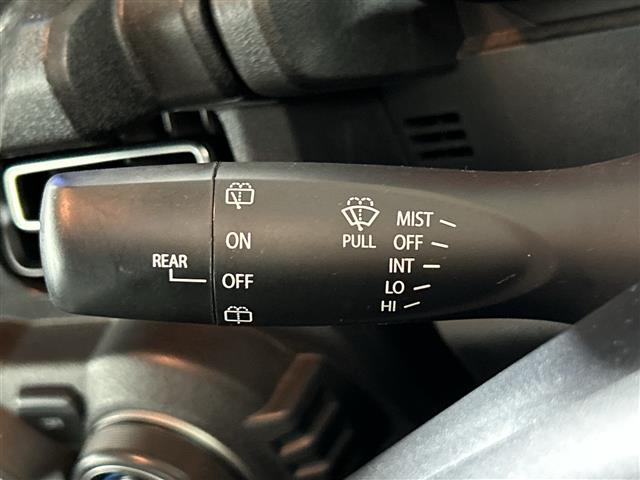 ON
REAR
OFF
PULL
MIST
OFF
INT
LO
HI